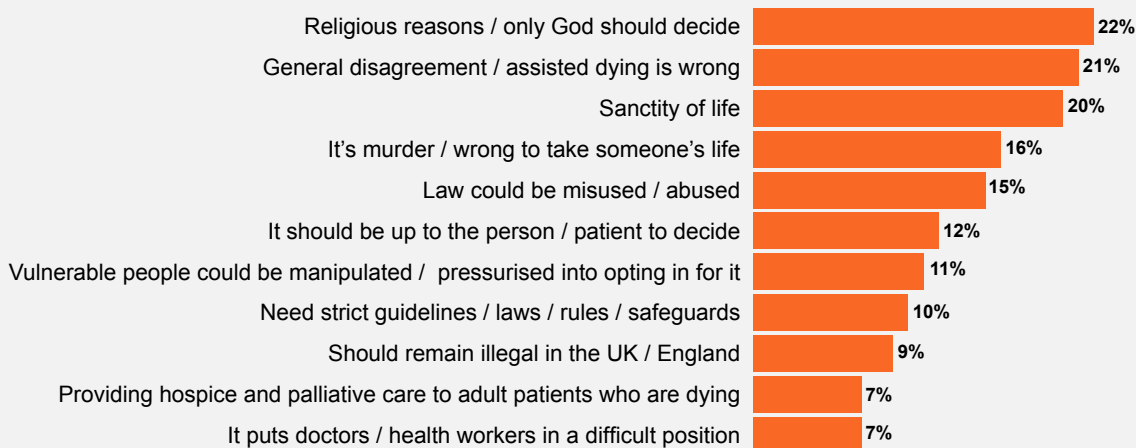 Religious reasons / only God should decide 22%
General disagreement / assisted dying is wrong 21%
Sanctity of life 20%
It's murder / wrong to take someone's life 16%
Law could be misused / abused 15%
It should be up to the person / patient to decide 12%
Vulnerable people could be manipulated / pressurised into opting in for it 11%
Need strict guidelines / laws / rules / safeguards 10%
Should remain illegal in the UK / England 9%
Providing hospice and palliative care to adult patients who are dying 7%
It puts doctors / health workers in a difficult position 7%